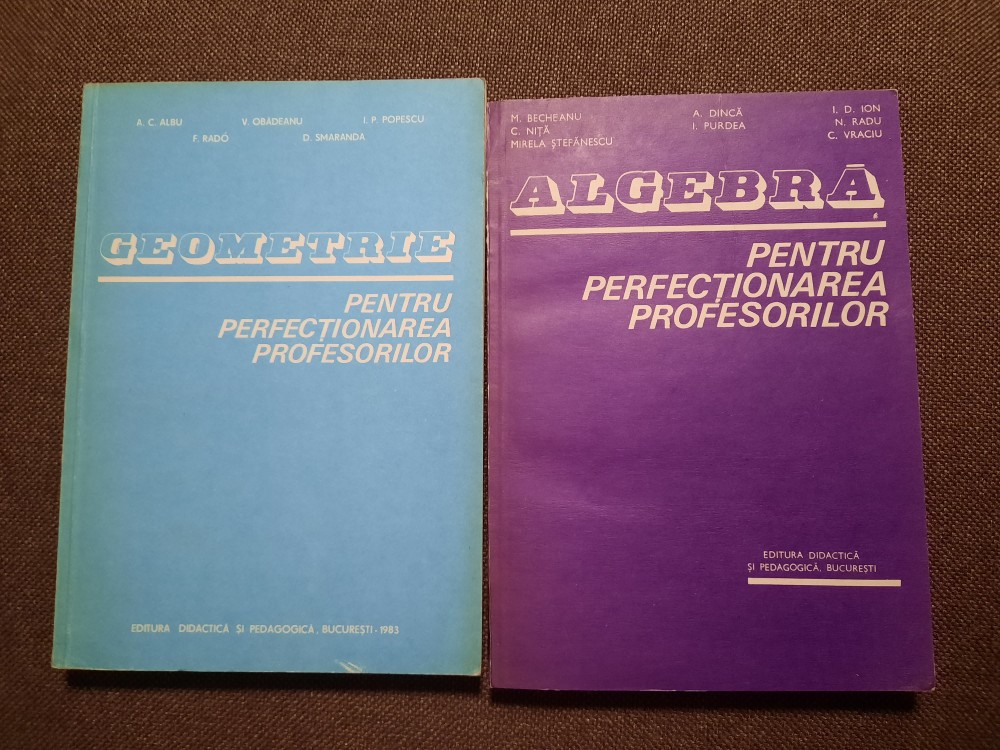 A. C. ALBU V. OBĂDEANU I. P. POPESCU
F. RADÓ D. SMARANDA
GEOMETRIE
PENTRU
PERFECȚIONAREA
PROFESORILOR
EDITURA DIDACTICĂ ȘI PEDAGOGICĂ, BUCUREȘTI - 1983
M. BECHEANU A. DINCĂ I. D. ION
C. NIȚĂ I. PURDEA N. RADU
MIRELA ȘTEFĂNESCU C. VRACIU
ALGEBRĂ
PENTRU
PERFECȚIONAREA
PROFESORILOR
EDITURA DIDACTICĂ
ȘI PEDAGOGICĂ, BUCUREȘTI